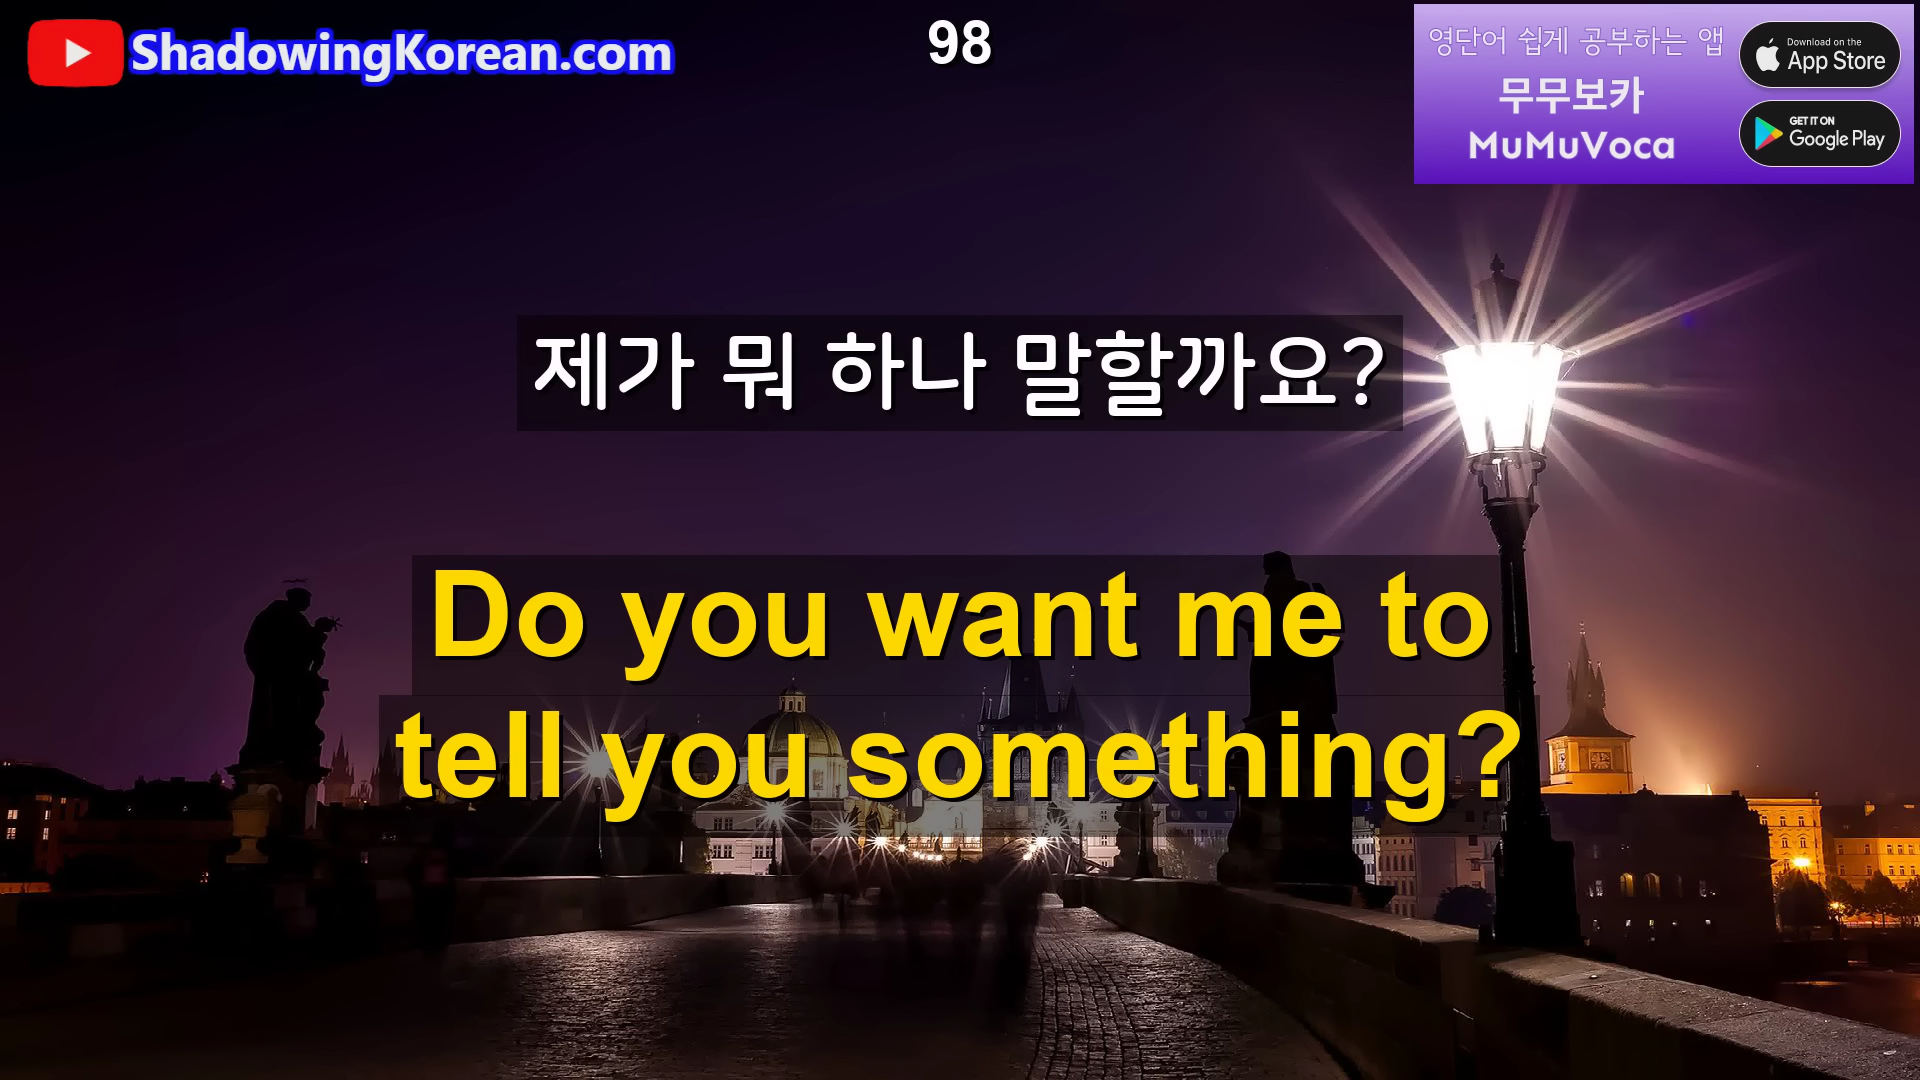 ShadowingKorean.com
98
영단어 쉽게 공부하는 앱
무무보카
MuMuVoca
Download on the
App Store
GET IT ON
Google Play
제가 뭐 하나 말할까요?
Do you want me to
tell you something?